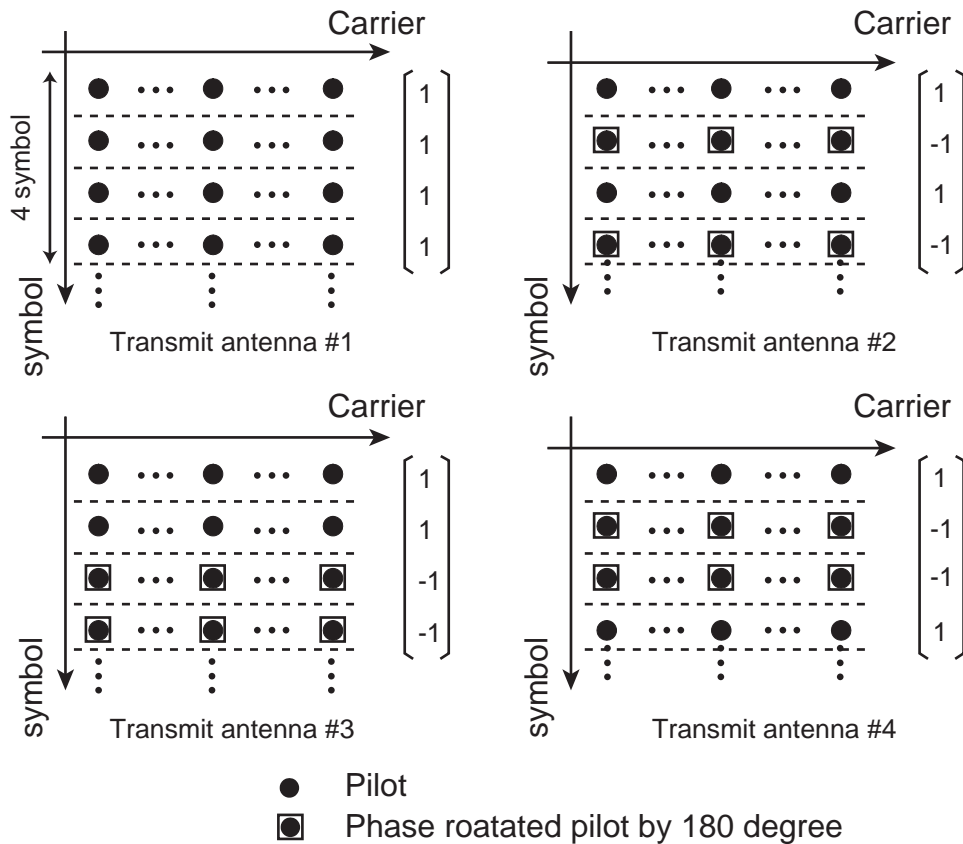 Carrier
4 symbol
symbol
1
1
1
1
Transmit antenna #1
Carrier
symbol
1
-1
1
-1
Transmit antenna #2
Carrier
symbol
1
1
-1
-1
Transmit antenna #3
Carrier
symbol
1
-1
-1
1
Transmit antenna #4
Pilot
Phase roatated pilot by 180 degree